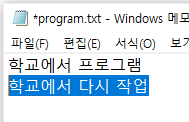 *program.txt - Windows 메모
파일(F) 편집(E) 서식(O) 보기
학교에서 프로그램
학교에서 다시 작업